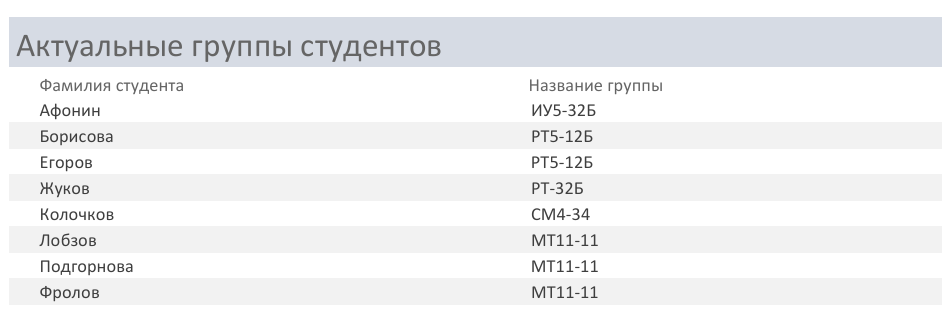 Актуальные группы студентов
Фамилия студента Название группы
Афонин ИУ5-32Б
Борисова РТ5-12Б
Егоров РТ5-12Б
Жуков РТ-32Б
Колочков СМ4-34
Лобзов МТ11-11
Подгорнова МТ11-11
Фролов МТ11-11